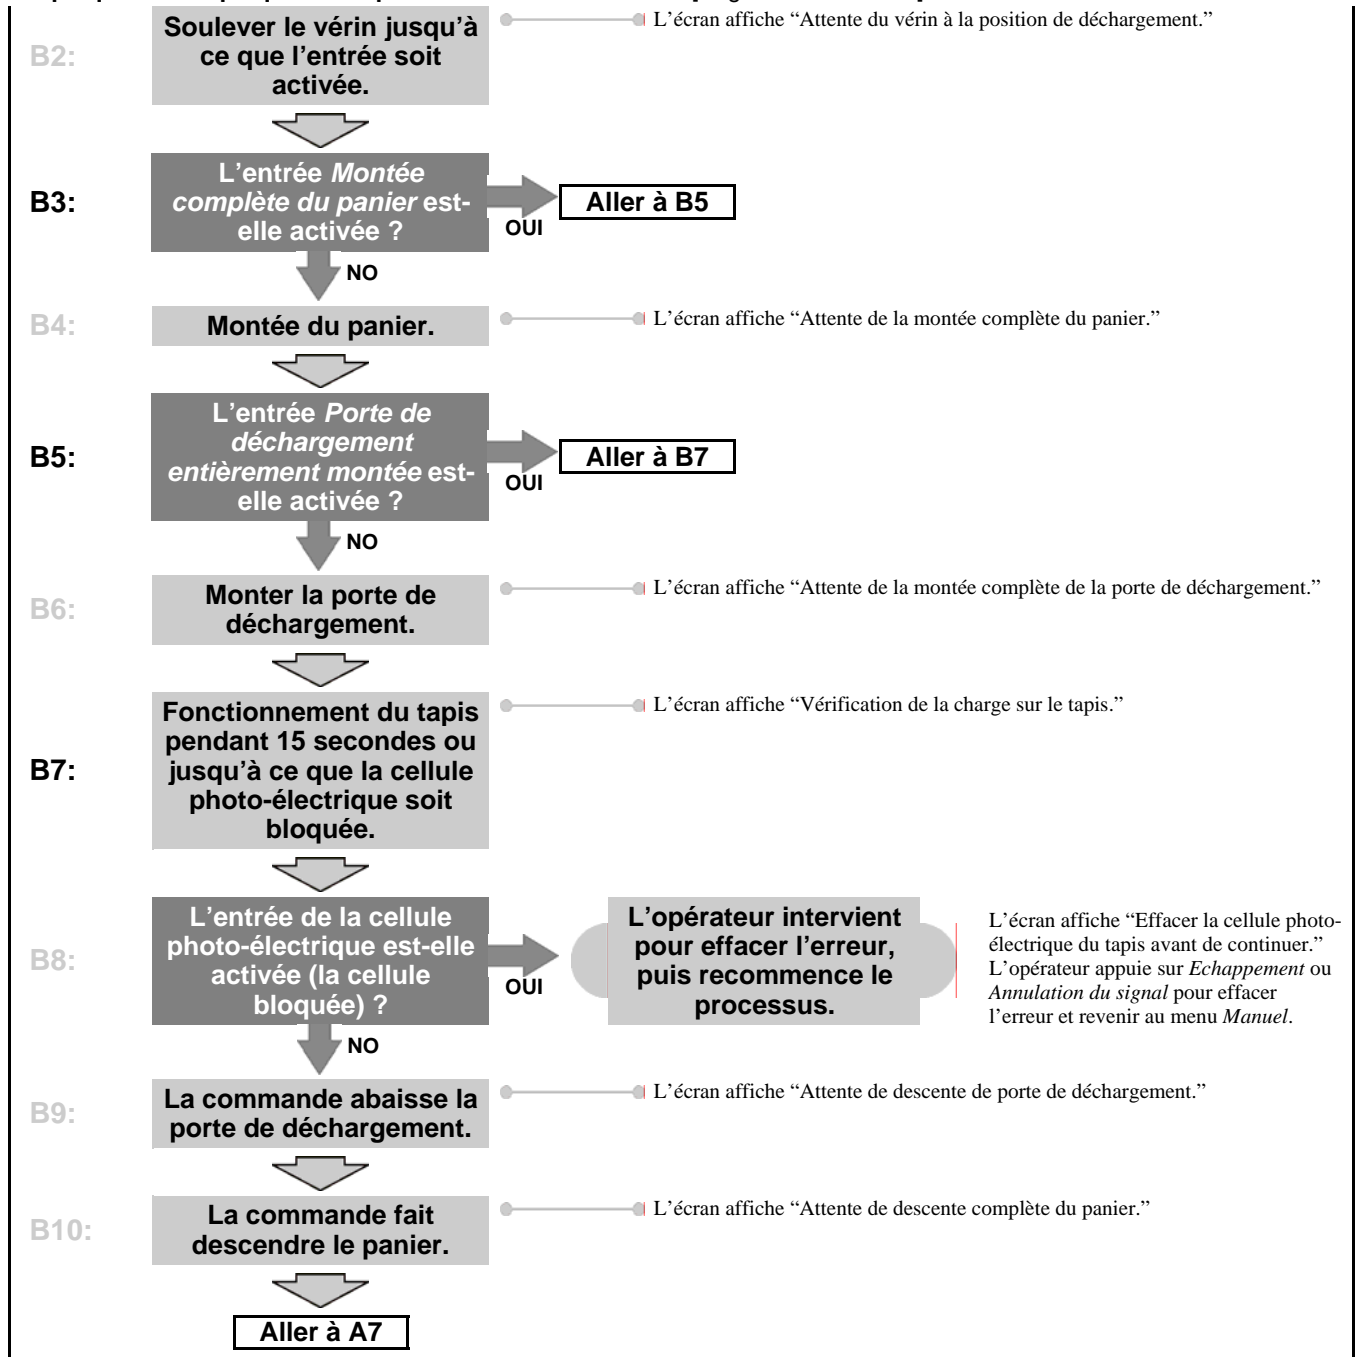 B2:
Soulever le vérin jusqu'à
ce que l'entrée soit
activée.
L'écran affiche “Attente du vérin à la position de déchargement.”
B3:
L'entrée Montée
complète du panier est-
elle activée ?
OUI
Aller à B5
NO
B4:
Montée du panier.
L'écran affiche “Attente de la montée complète du panier.”
B5:
L'entrée Porte de
déchargement
entièrement montée est-
elle activée ?
OUI
Aller à B7
NO
B6:
Monter la porte de
déchargement.
L'écran affiche “Attente de la montée complète de la porte de déchargement.”
B7:
Fonctionnement du tapis
pendant 15 secondes ou
jusqu'à ce que la cellule
photo-électrique soit
bloquée.
L'écran affiche “Vérification de la charge sur le tapis.”
B8:
L'entrée de la cellule
photo-électrique est-elle
activée (la cellule
bloquée) ?
OUI
L'opérateur intervient
pour effacer l'erreur,
puis recommence le
processus.
L'écran affiche “Effacer la cellule photo-
électrique du tapis avant de continuer.”
L'opérateur appuie sur Echappement ou
Annulation du signal pour effacer
l'erreur et revenir au menu Manuel.
NO
B9:
La commande abaisse la
porte de déchargement.
L'écran affiche “Attente de descente de porte de déchargement.”
B10:
La commande fait
descendre le panier.
L'écran affiche “Attente de descente complète du panier.”
Aller à A7